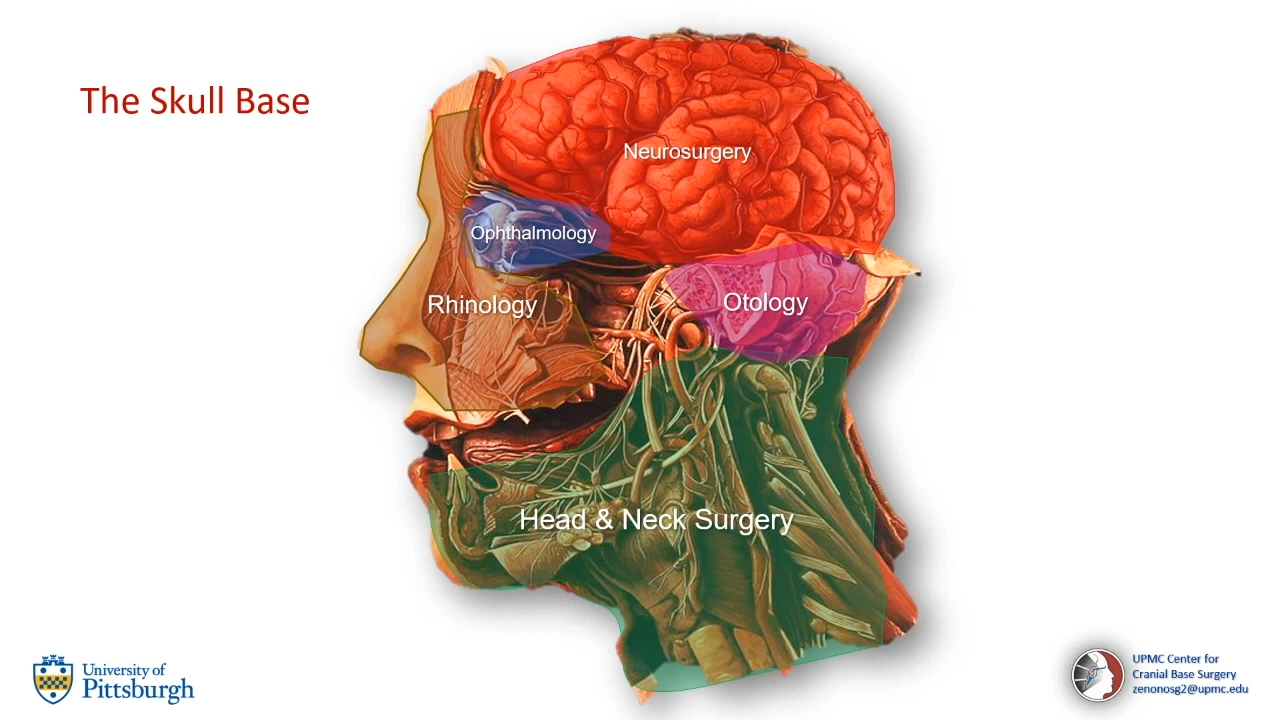 The Skull Base
Neurosurgery
Ophthalmology
Rhinology
Otology
Head & Neck Surgery
University of
Pittsburgh
UPMC Center for
Cranial Base Surgery
zenonosg2@upmc.edu